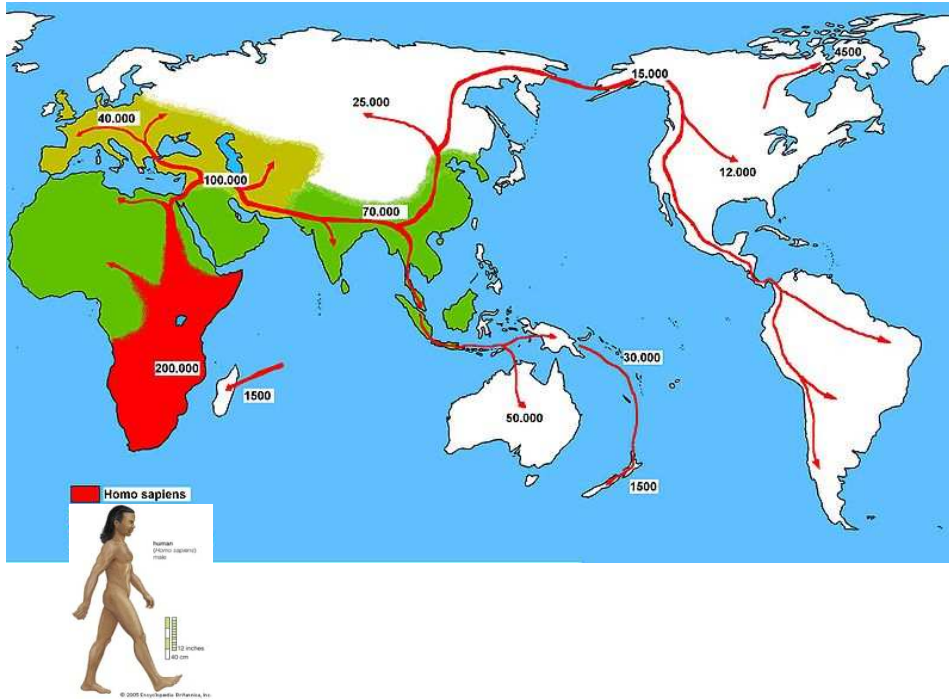 4500
15.000
25.000
40.000
12.000
100.000
70.000
30.000
200.000
1500
50.000
1500
Homo sapiens
human
(Homo sapiens)
male
12 inches
40 cm
© 2005 Encyclopædia Britannica, Inc.